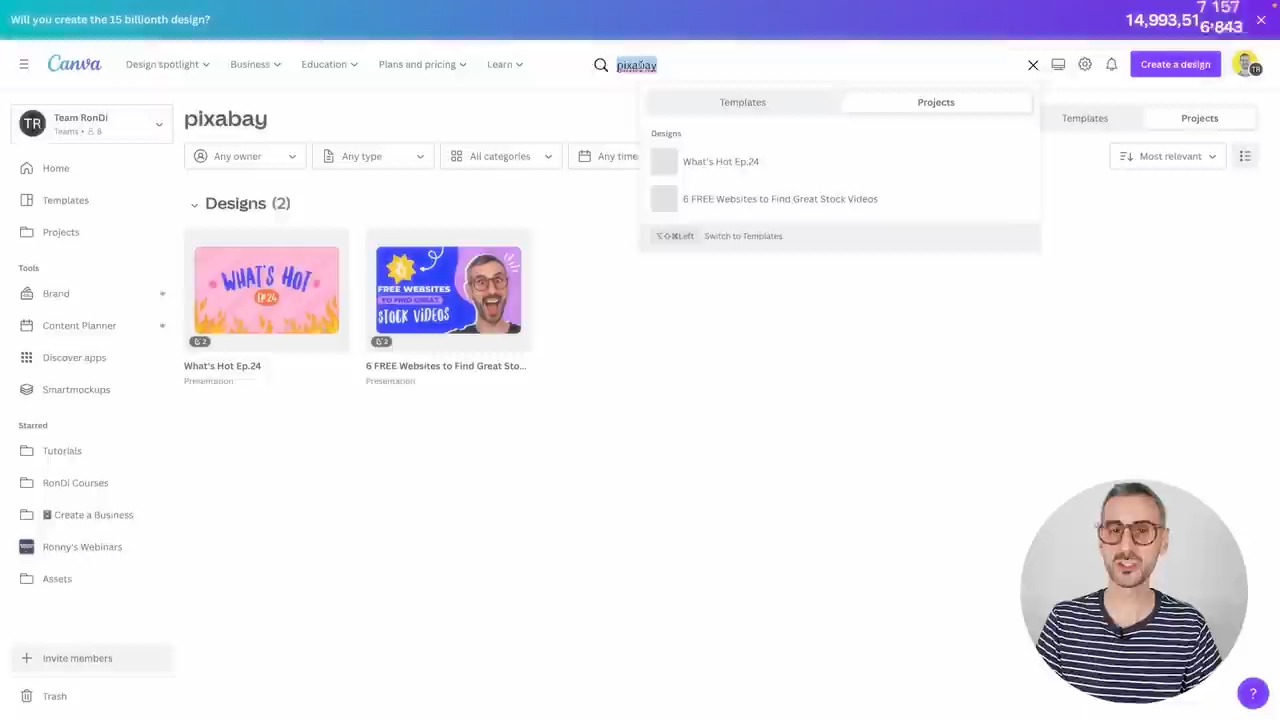 Will you create the 15 billionth design?
14,993,51
Canva
Design spotlight
Business
Education
Plans and pricing
Learn
pixabay
Create a design
TR
TR
Team RonDi
Teams • 8
pixabay
Templates
Projects
Templates
Projects
Any owner
Any type
All categories
Any time
Most relevant
Designs
What's Hot Ep.24
6 FREE Websites to Find Great Stock Videos
Left Switch to Templates
Home
Templates
Projects
Tools
Brand
Content Planner
Discover apps
Smartmockups
Starred
Tutorials
RonDi Courses
Create a Business
Ronny's Webinars
Assets
Invite members
Trash
Designs (2)
WHAT'S HOT
EP.24
2
What's Hot Ep.24
Presentation
6
FREE WEBSITES
TO FIND GREAT
STOCK VIDEOS
2
6 FREE Websites to Find Great Sto...
Presentation
?